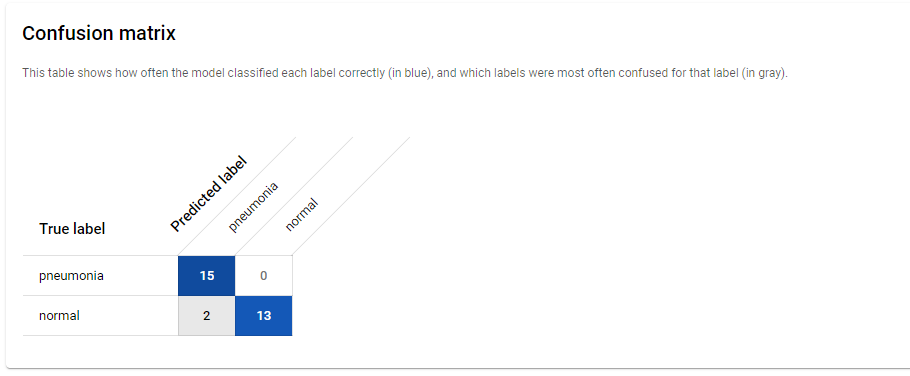 Confusion matrix
This table shows how often the model classified each label correctly (in blue), and which labels were most often confused for that label (in gray).
True label
Predicted label
pneumonia
normal
pneumonia 15 0
normal 2 13